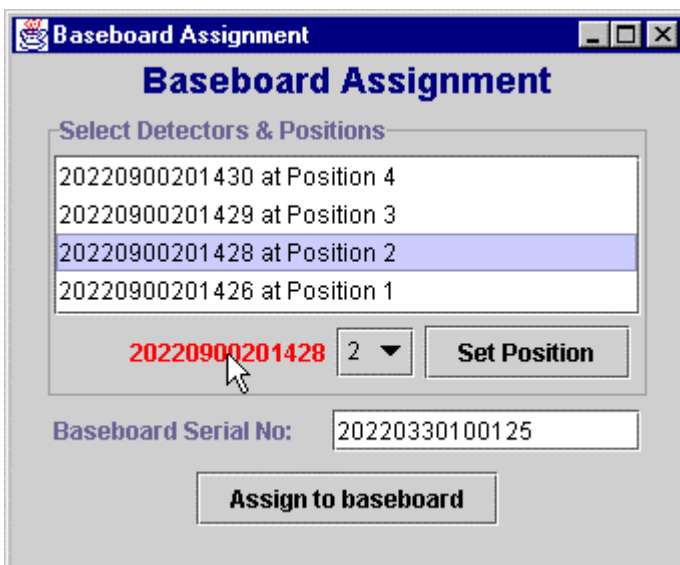 Baseboard Assignment
Baseboard Assignment
Select Detectors & Positions
20220900201430 at Position 4
20220900201429 at Position 3
20220900201428 at Position 2
20220900201426 at Position 1
20220900201428 2 Set Position
Baseboard Serial No: 20220330100125
Assign to baseboard